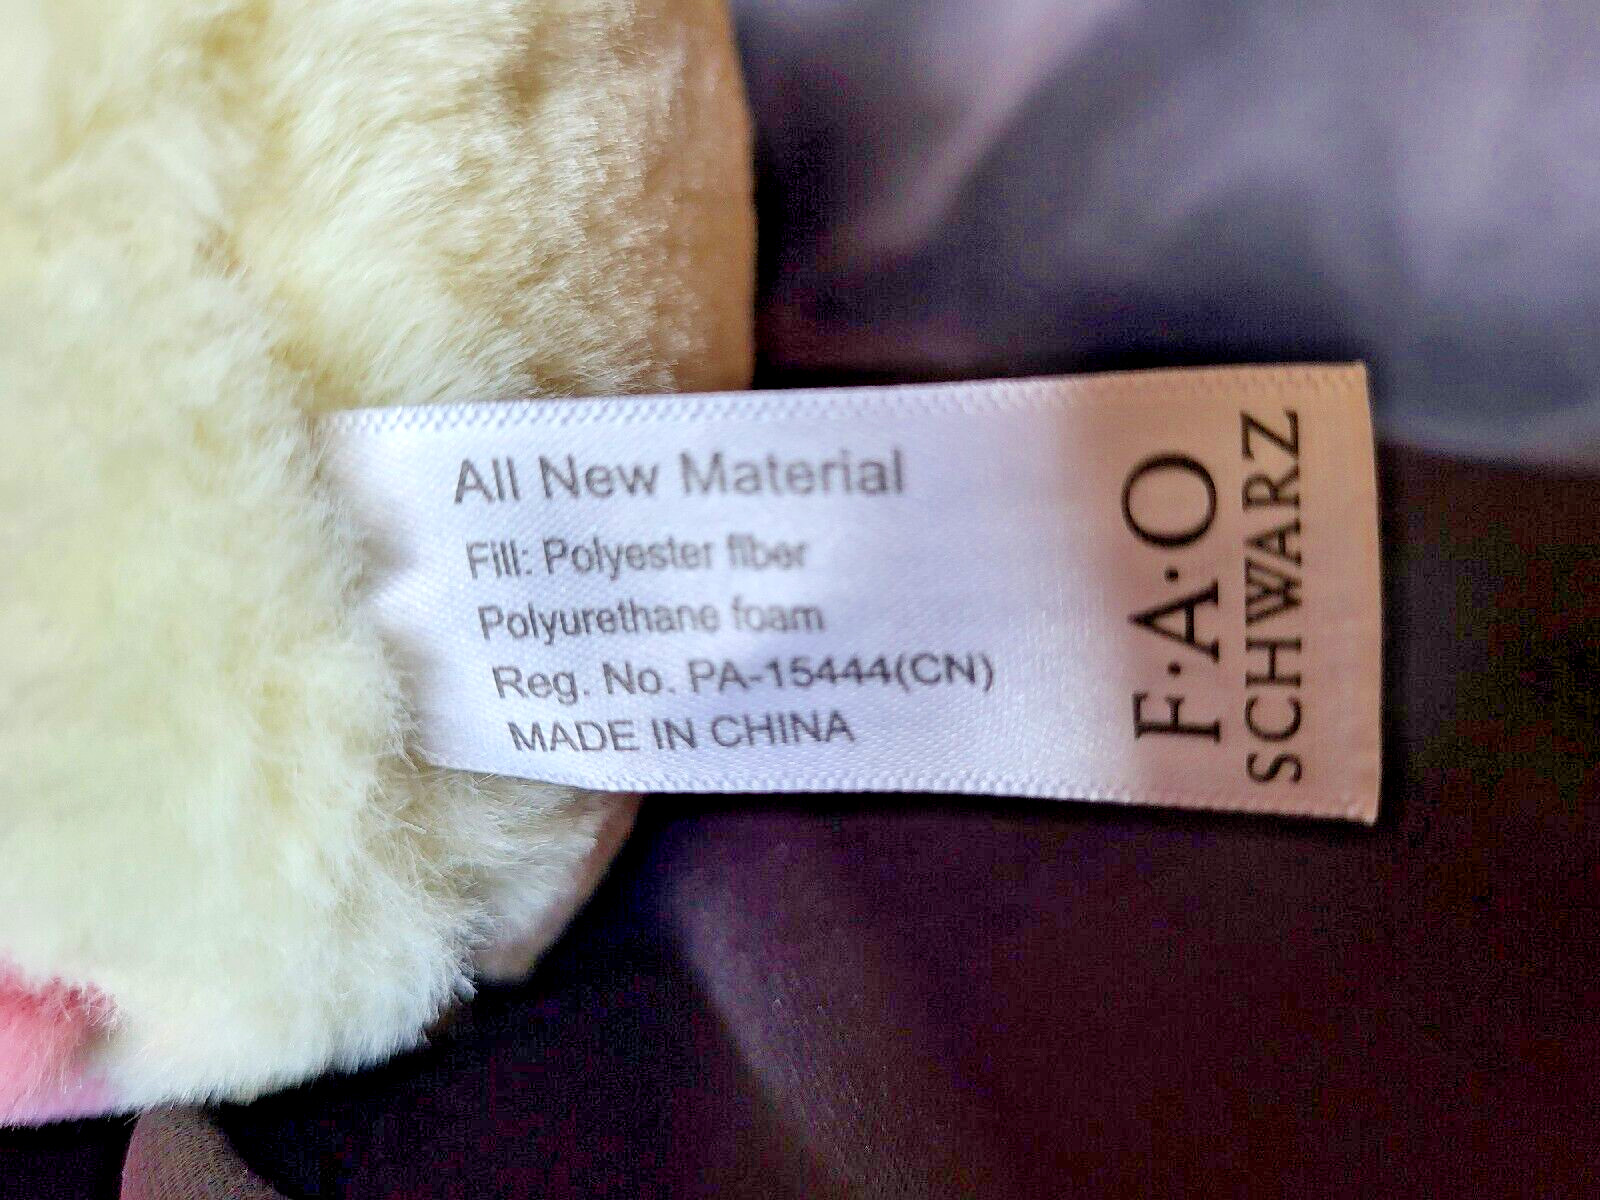 All New Material
Fill: Polyester fiber
Polyurethane foam
Reg. No. PA-15444(CN)
MADE IN CHINA
F·A·O
SCHWARZ